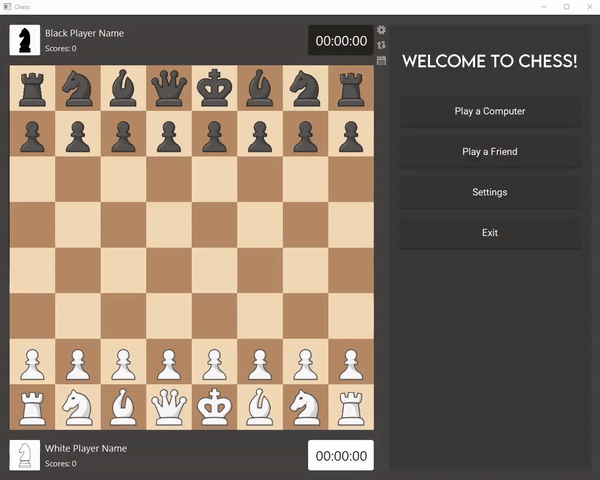 Chess
Black Player Name
Scores: 0
00:00:00
WELCOME TO CHESS!
Play a Computer
Play a Friend
Settings
Exit
White Player Name
Scores: 0
00:00:00